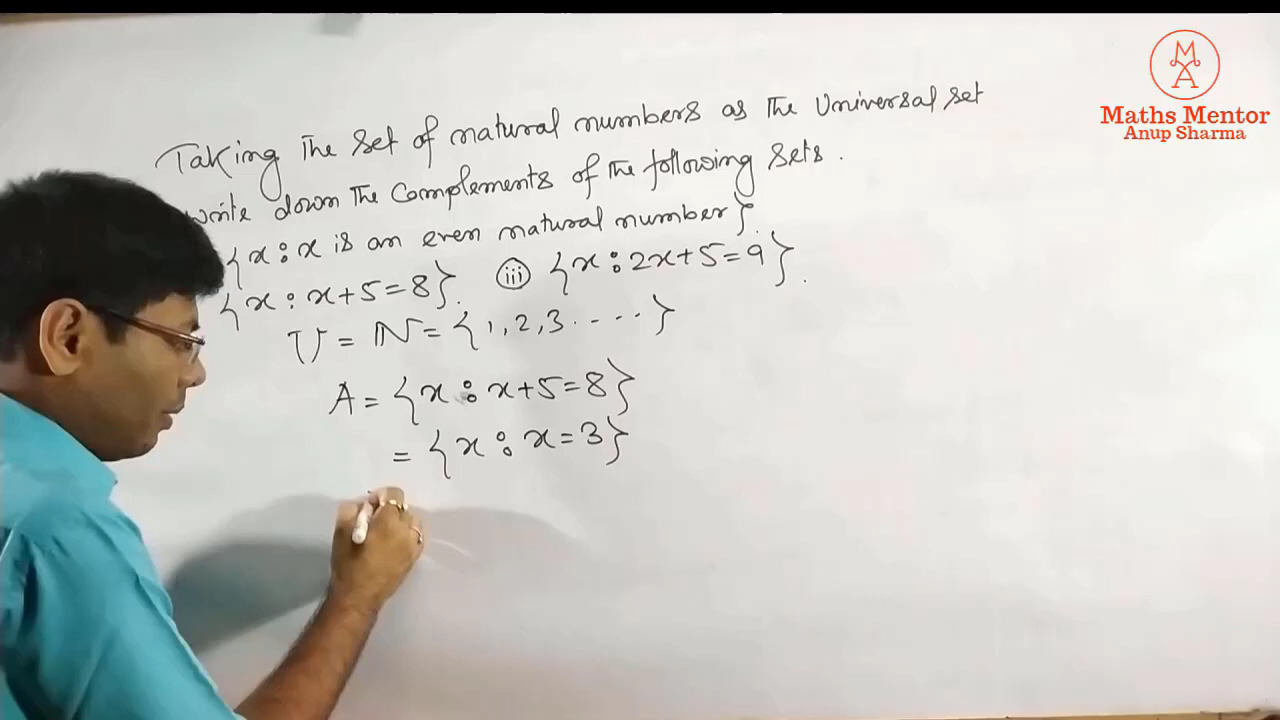 Taking The set of natural numbers as The Universal set
write down The Complements of The following sets.
{x : x is an even natural number}.
{x : x+5=8}. (iii) {x : 2x+5=9}.
U = N = {1, 2, 3 .----}
A = {x : x+5=8}
= {x : x=3}
MA
Maths Mentor
Anup Sharma